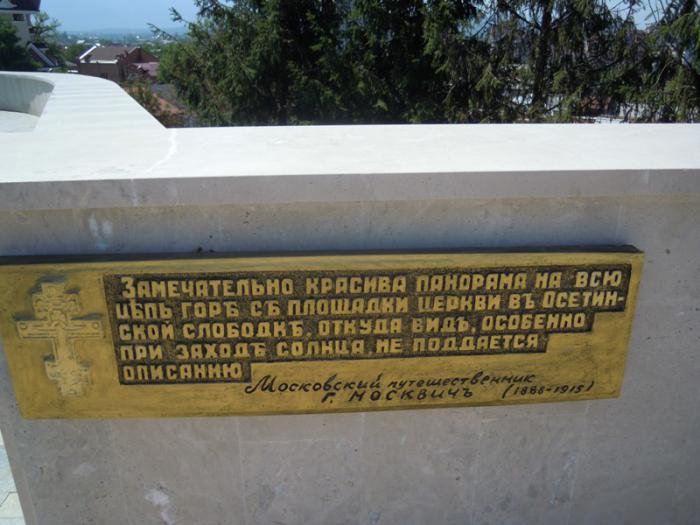 ЗАМЕЧАТЕЛЬНО КРАСИВА ПАНОРАМА НА ВСЮ
ЦѢПЬ ГОРЪ СЪ ПЛОЩАДКИ ЦЕРКВИ ВЪ ОСЕТИН-
СКОЙ СЛОБОДКѢ, ОТКУДА ВИДЪ, ОСОБЕННО
ПРИ ЗАХОДѢ СОЛНЦА, НЕ ПОДДАЕТСЯ
ОПИСАНИЮ
Московский путешественник
Г. МОСКВИЧЪ (1888-1915)